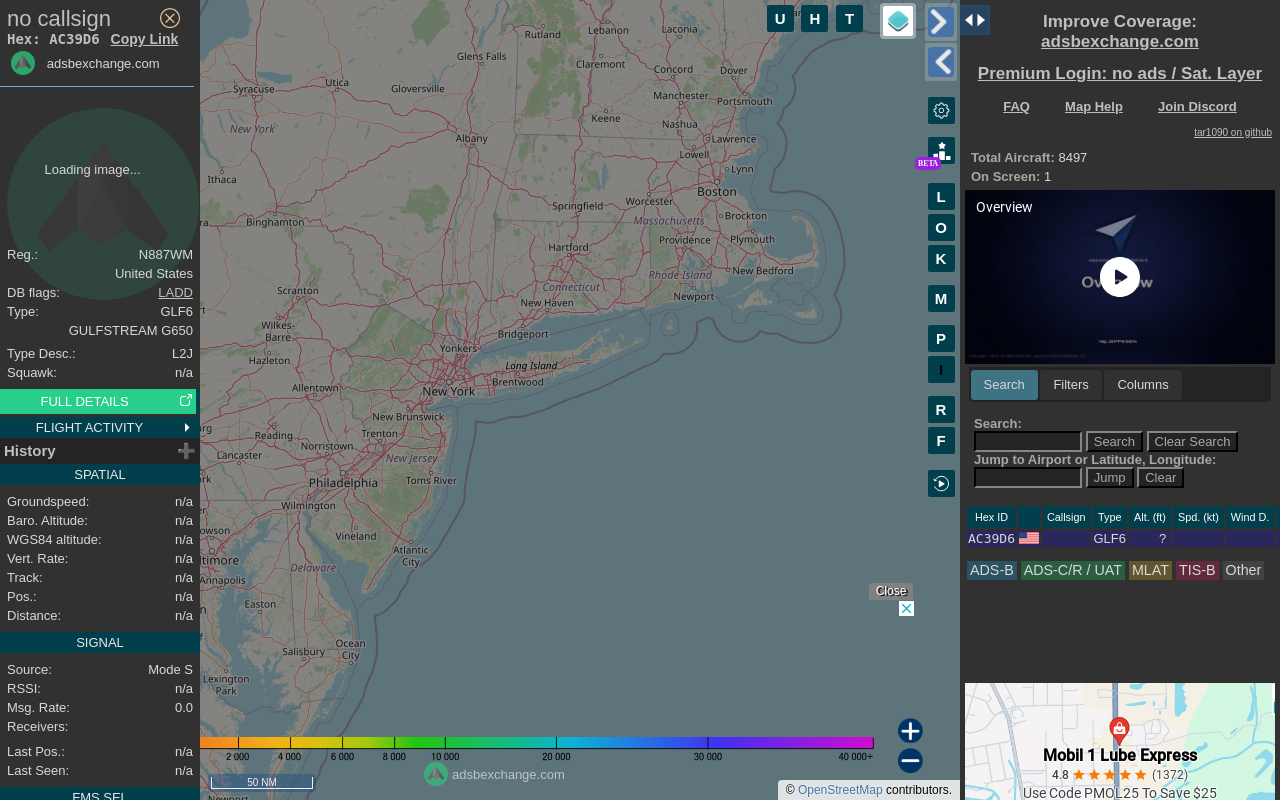 no callsign
Hex: AC39D6 Copy Link
adsbexchange.com
Loading image...
Reg.: N887WM
United States
DB flags: LADD
Type: GLF6
GULFSTREAM G650
Type Desc.: L2J
Squawk: n/a
FULL DETAILS
FLIGHT ACTIVITY
History
SPATIAL
Groundspeed: n/a
Baro. Altitude: n/a
WGS84 altitude: n/a
Vert. Rate: n/a
Track: n/a
Pos.: n/a
Distance: n/a
SIGNAL
Source: Mode S
RSSI: n/a
Msg. Rate: 0.0
Receivers:
Last Pos.: n/a
Last Seen: n/a
FMS SEL
U H T
Rutland
Lebanon
Laconia
Glens Falls
Claremont
Concord
Dover
Utica
Syracuse
Gloversville
Manchester
Portsmouth
New York
Keene
Nashua
Albany
Lawrence
Lowell
Lynn
Ithaca
Boston
Worcester
Springfield
Massachusetts
Brockton
Binghamton
Providence
Plymouth
Hartford
Rhode Island
New Bedford
Connecticut
Scranton
New Haven
Newport
Wilkes-
Barre
Bridgeport
Yonkers
Hazleton
Long Island
Brentwood
Allentown
New York
New Brunswick
Reading
Trenton
Norristown
Lancaster
New Jersey
Philadelphia
Toms River
Wilmington
Vineland
Atlantic
City
Delaware
Annapolis
Easton
Ocean
City
Salisbury
Lexington
Park
Newport
2 000 4 000 6 000 8 000 10 000 20 000 30 000 40 000+
adsbexchange.com
50 NM
© OpenStreetMap contributors.
Close
BETA
L
O
K
M
P
I
R
F
Improve Coverage:
adsbexchange.com
Premium Login: no ads / Sat. Layer
FAQ Map Help Join Discord
tar1090 on github
Total Aircraft: 8497
On Screen: 1
Overview
JEPPESEN
Search Filters Columns
Search:
Search Clear Search
Jump to Airport or Latitude, Longitude:
Jump Clear
Hex ID Callsign Type Alt. (ft) Spd. (kt) Wind D.
AC39D6 GLF6 ?
ADS-B ADS-C/R / UAT MLAT TIS-B Other
Mobil 1 Lube Express
4.8 (1372)
Use Code PMOL25 To Save $25